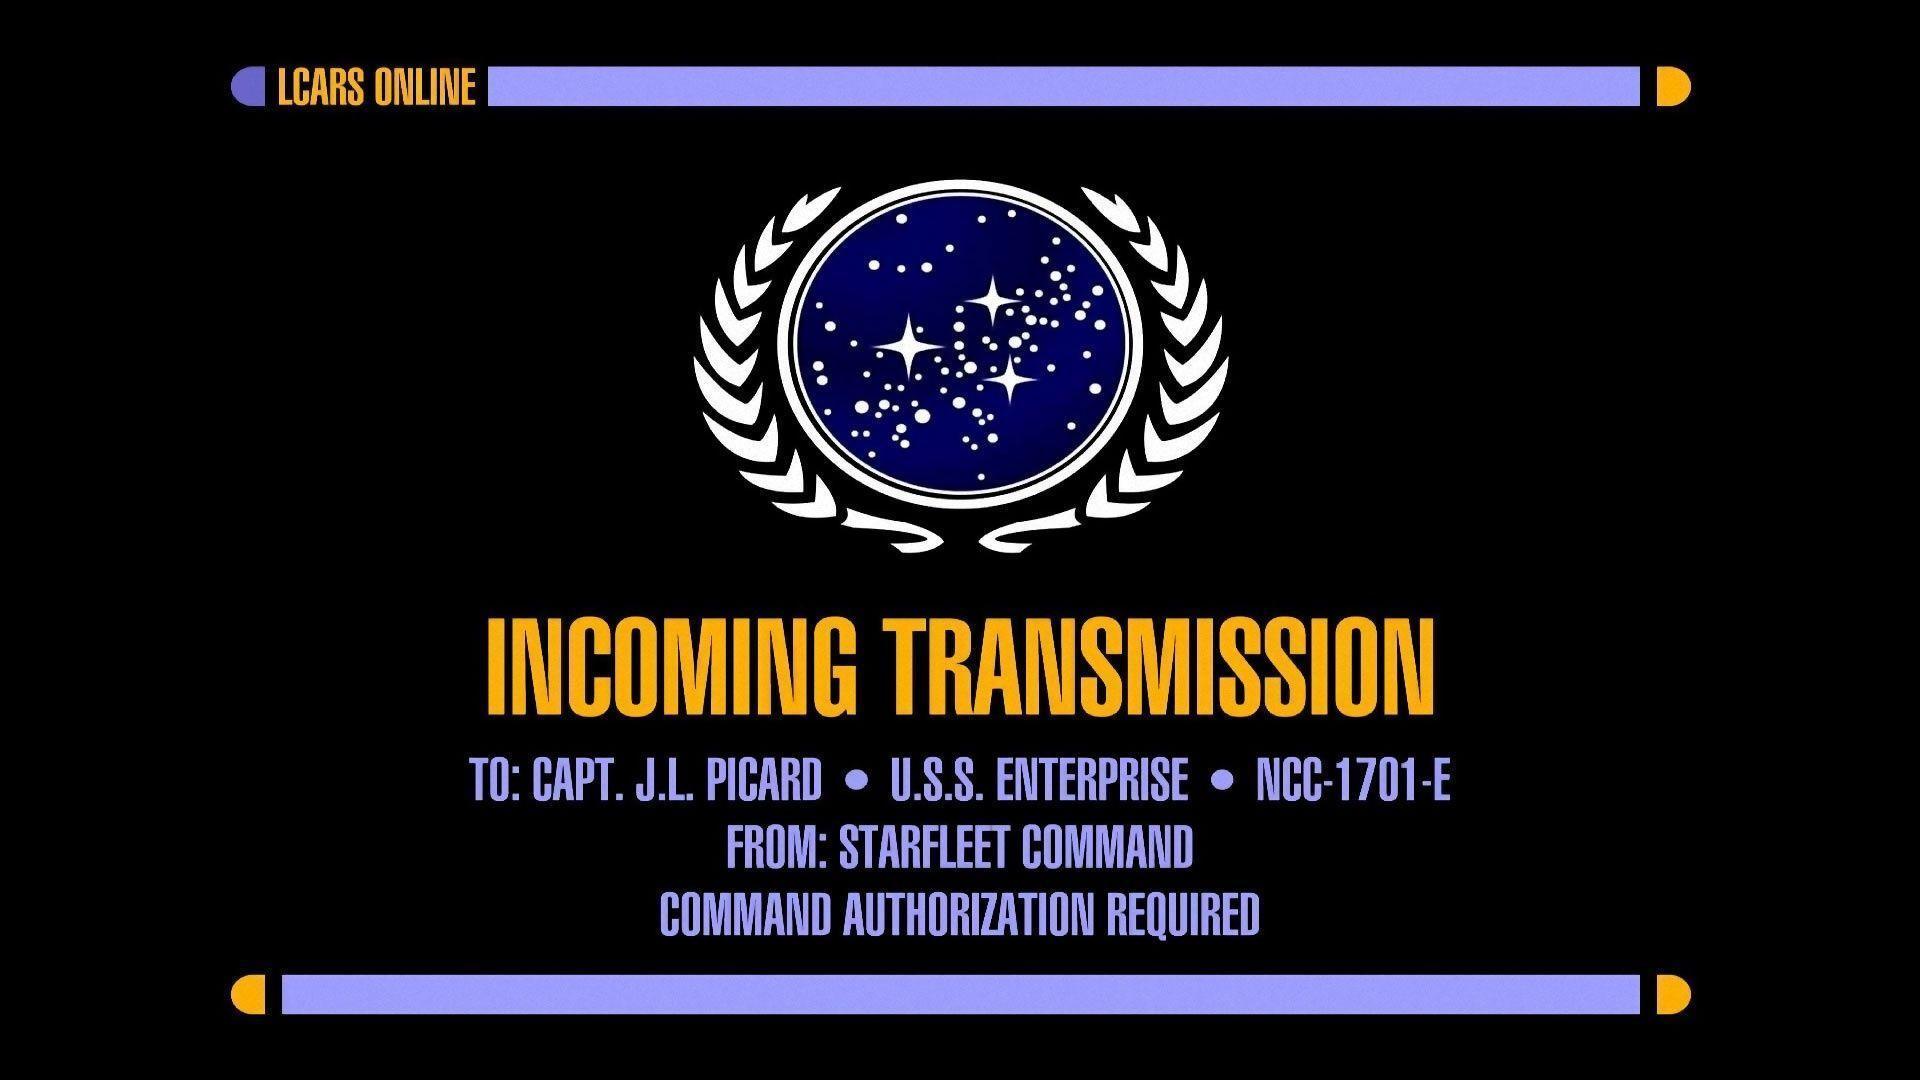 LCARS ONLINE
INCOMING TRANSMISSION
TO: CAPT. J.L. PICARD • U.S.S. ENTERPRISE • NCC-1701-E
FROM: STARFLEET COMMAND
COMMAND AUTHORIZATION REQUIRED